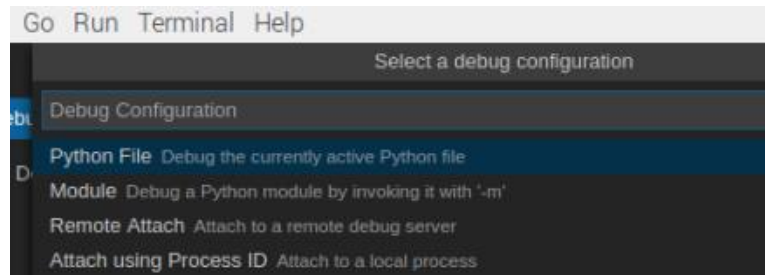 Go Run Terminal Help
Select a debug configuration
Debug Configuration
Python File Debug the currently active Python file
Module Debug a Python module by invoking it with '-m'
Remote Attach Attach to a remote debug server
Attach using Process ID Attach to a local process